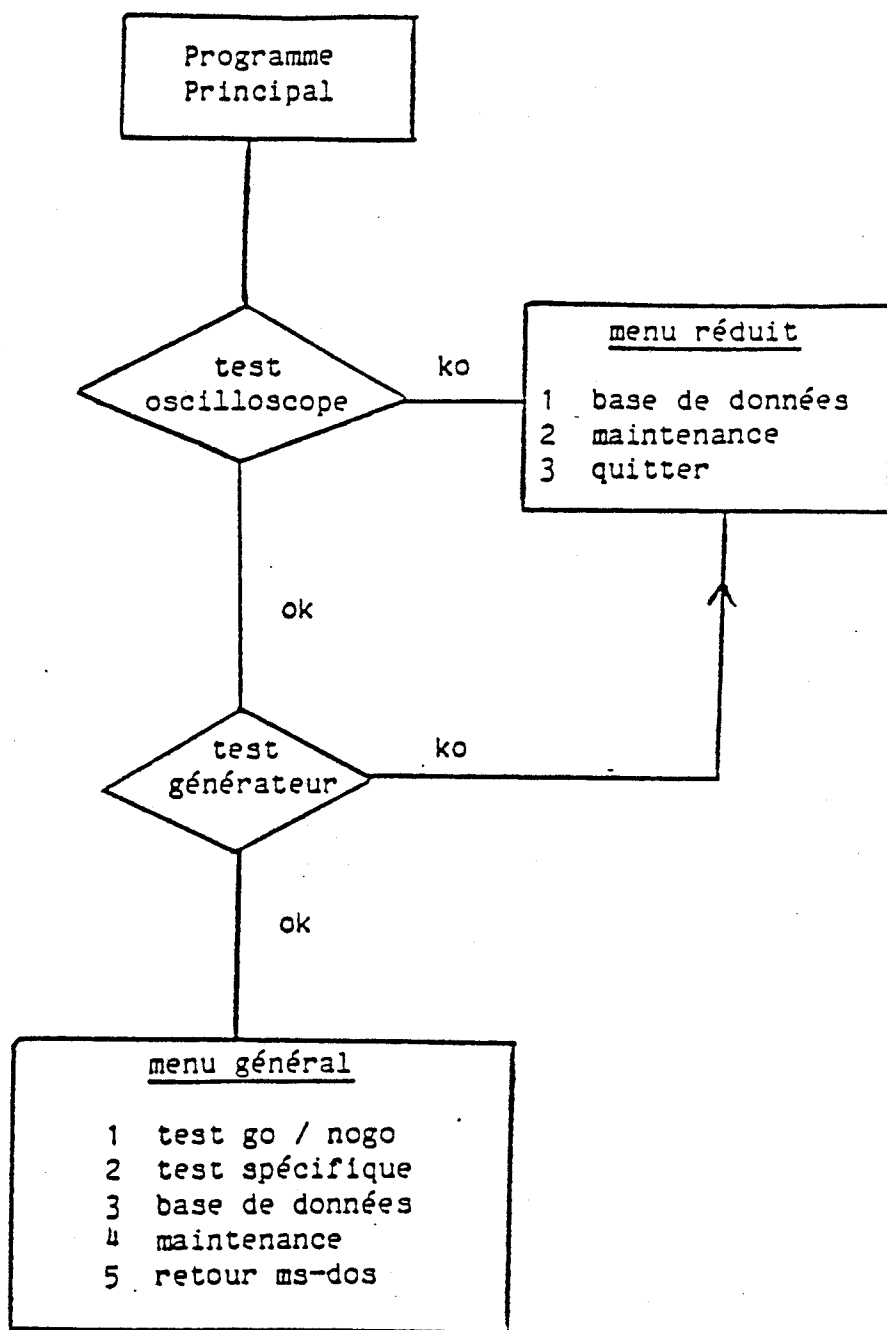 Programme
Principal
test
oscilloscope
ko
menu réduit
1 base de données
2 maintenance
3 quitter
ok
test
générateur
ko
ok
menu général
1 test go / nogo
2 test spécifique
3 base de données
4 maintenance
5 retour ms-dos